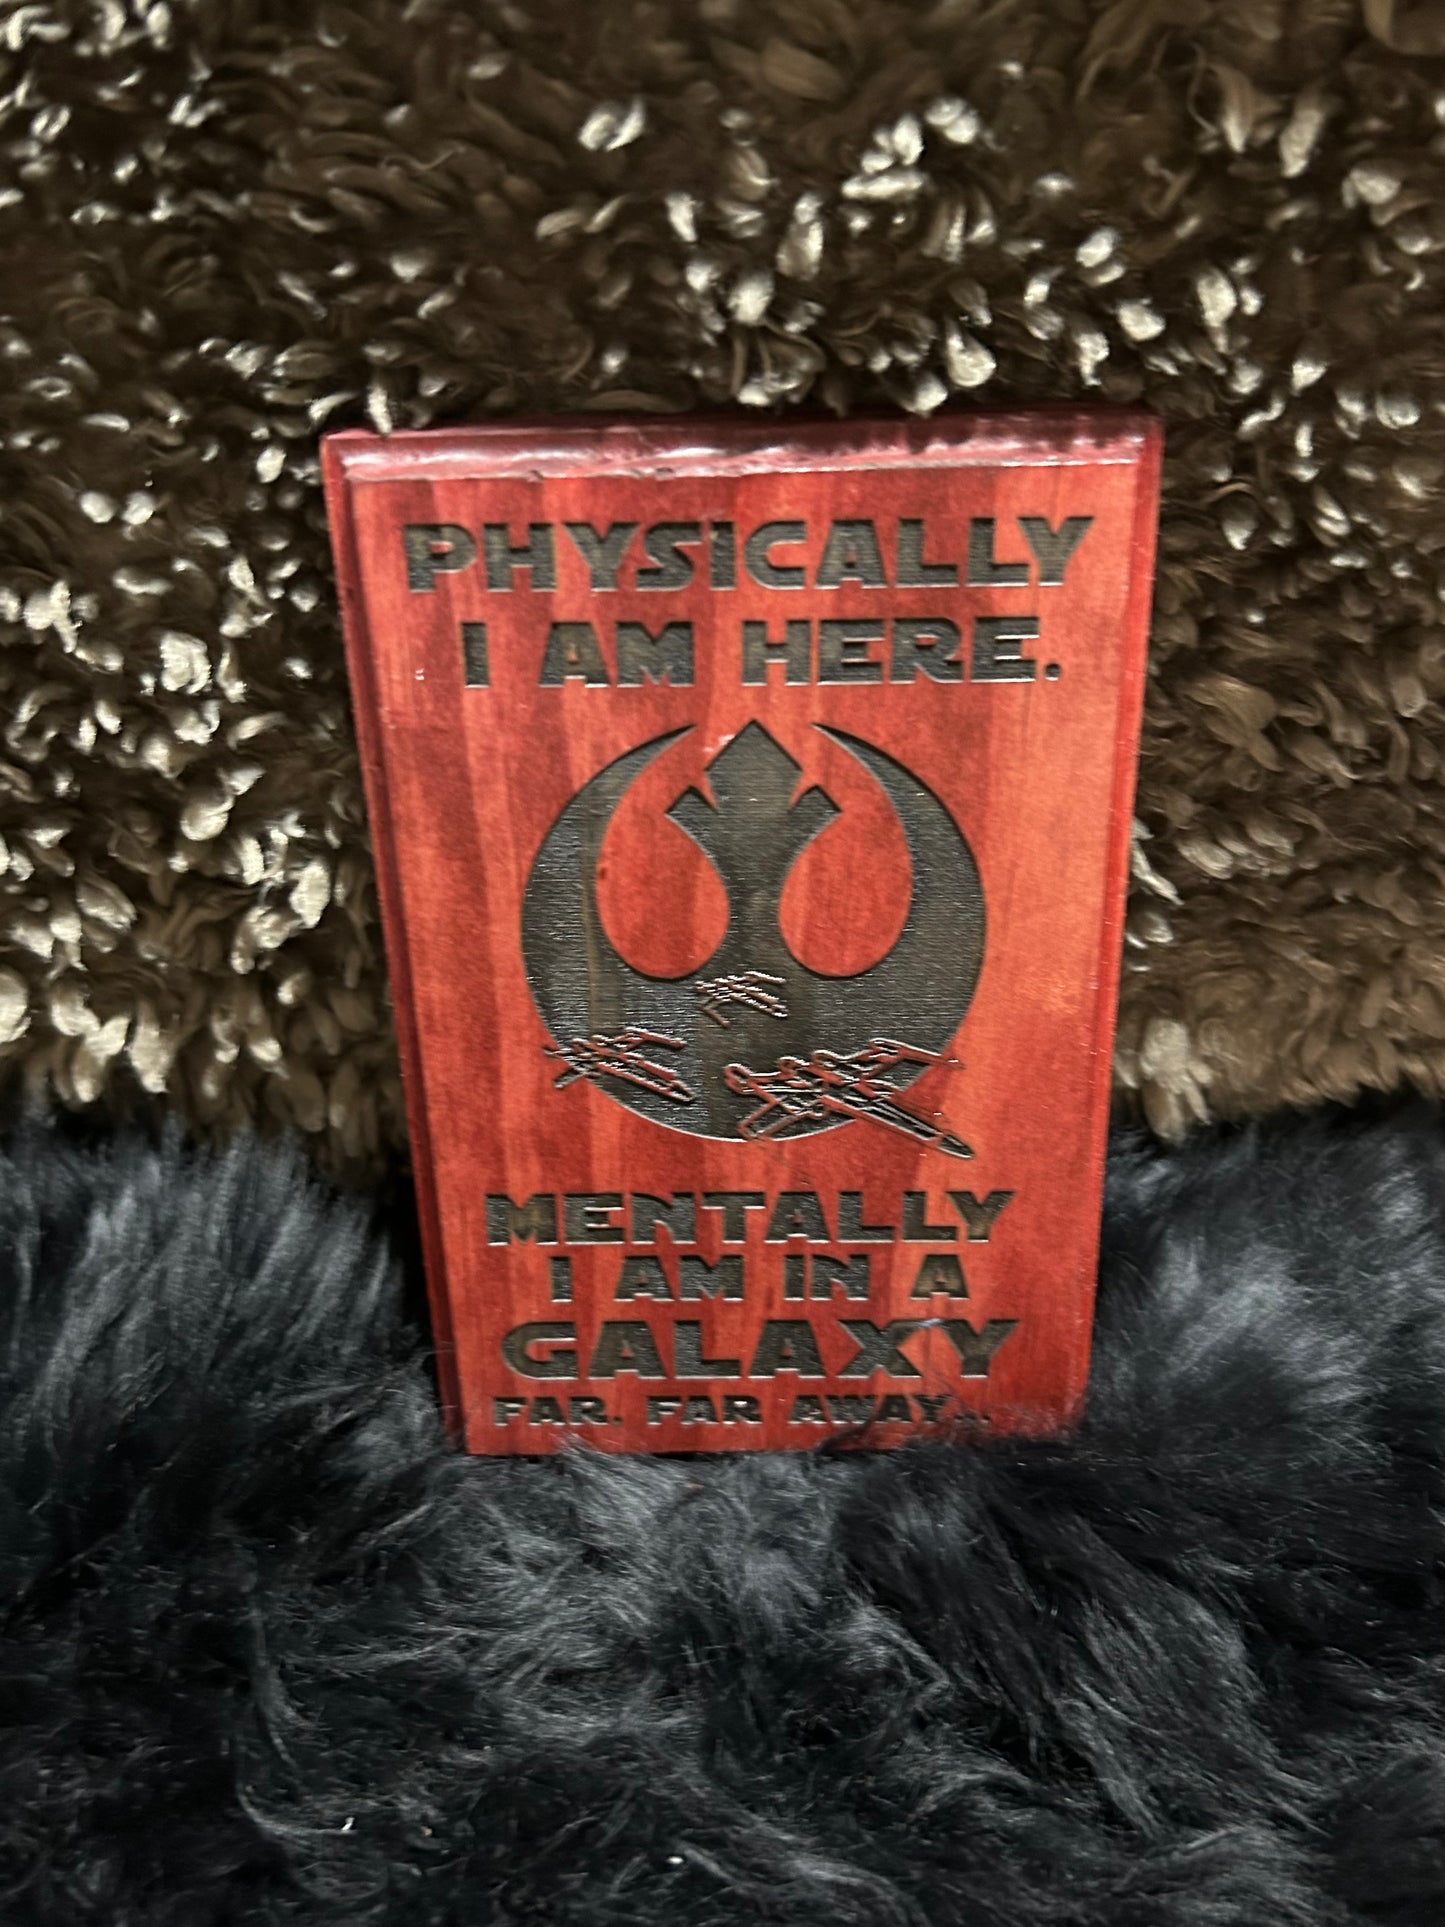 PHYSICALLY
I AM HERE.
MENTALLY
I AM IN A
GALAXY
FAR, FAR AWAY...